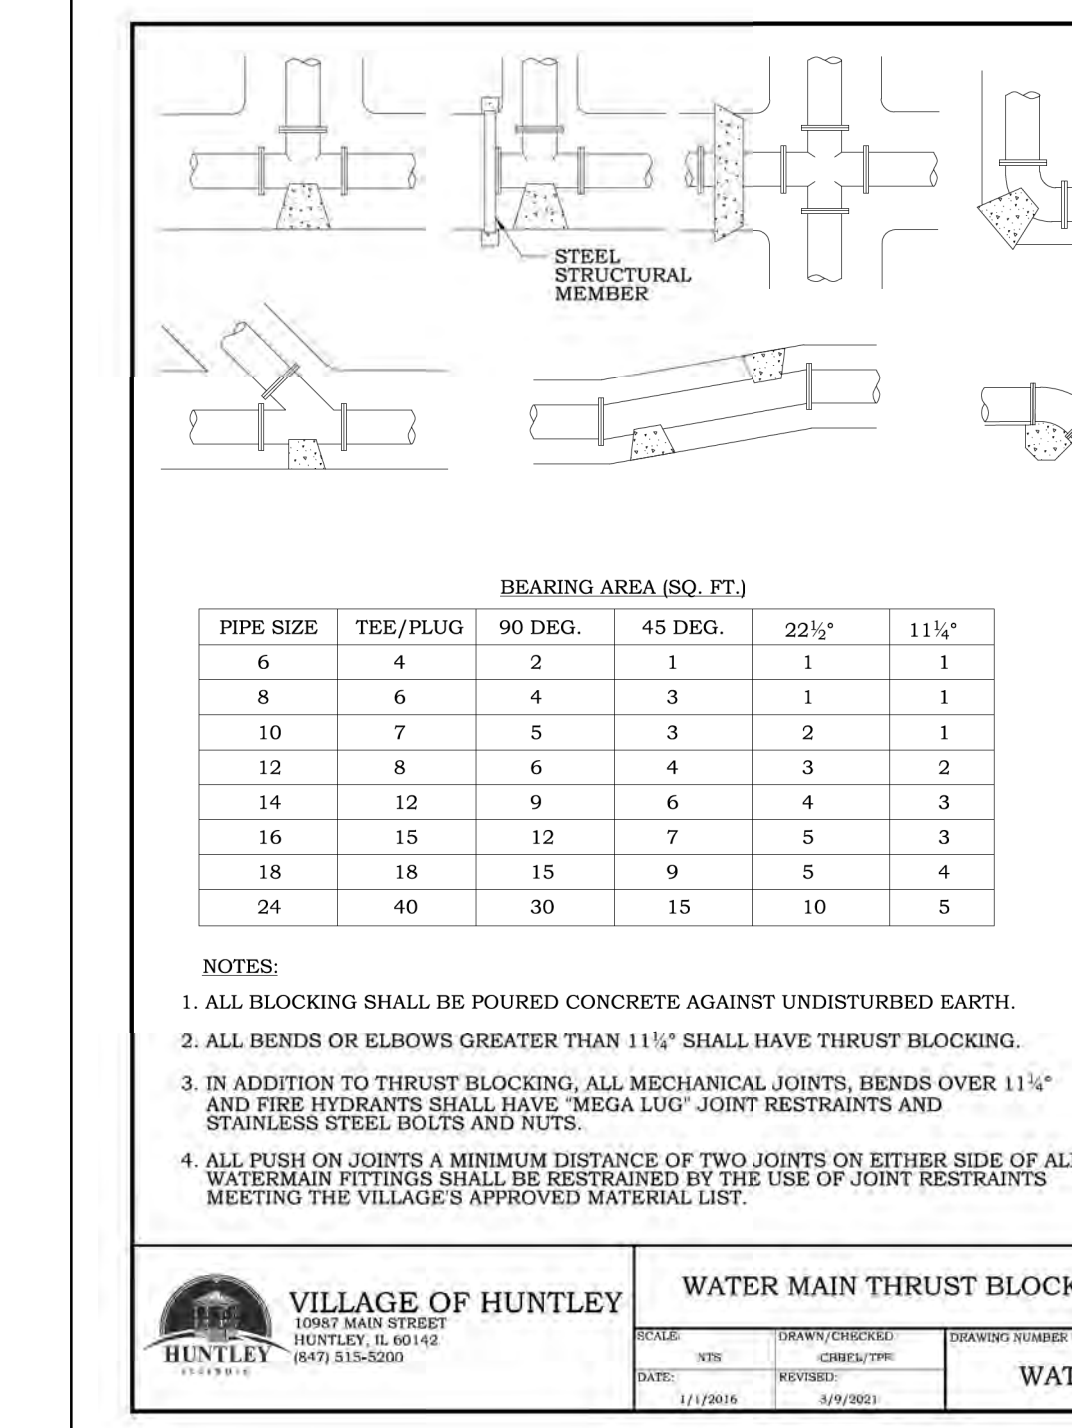 STEEL
STRUCTURAL
MEMBER
BEARING AREA (SQ. FT.)
PIPE SIZE TEE/PLUG 90 DEG. 45 DEG. 22½° 11¼°
6 4 2 1 1 1
8 6 4 3 1 1
10 7 5 3 2 1
12 8 6 4 3 2
14 12 9 6 4 3
16 15 12 7 5 3
18 18 15 9 5 4
24 40 30 15 10 5
NOTES:
1. ALL BLOCKING SHALL BE POURED CONCRETE AGAINST UNDISTURBED EARTH.
2. ALL BENDS OR ELBOWS GREATER THAN 11¼° SHALL HAVE THRUST BLOCKING.
3. IN ADDITION TO THRUST BLOCKING, ALL MECHANICAL JOINTS, BENDS OVER 11¼°
AND FIRE HYDRANTS SHALL HAVE "MEGA LUG" JOINT RESTRAINTS AND
STAINLESS STEEL BOLTS AND NUTS.
4. ALL PUSH ON JOINTS A MINIMUM DISTANCE OF TWO JOINTS ON EITHER SIDE OF AL
WATERMAIN FITTINGS SHALL BE RESTRAINED BY THE USE OF JOINT RESTRAINTS
MEETING THE VILLAGE'S APPROVED MATERIAL LIST.
HUNTLEY
ILLINOIS
VILLAGE OF HUNTLEY
10987 MAIN STREET
HUNTLEY, IL 60142
(847) 515-5200
WATER MAIN THRUST BLOCK
SCALE:
NTS
DRAWN/CHECKED
CBBEL/TPF
DRAWING NUMBER
WAT
DATE:
1/1/2016
REVISED:
3/9/2021